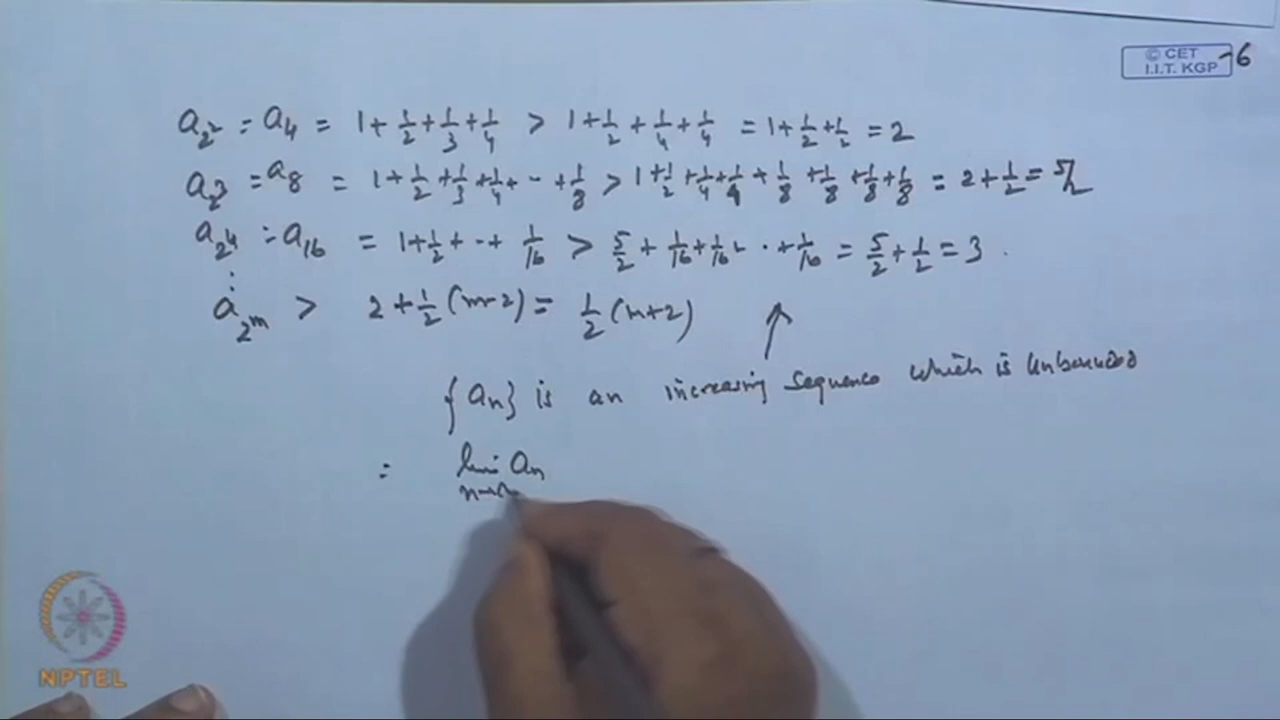 © CET
I.I.T. KGP
-6
a_{2^2} = a_4 = 1+1/2+1/3+1/4 > 1+1/2+1/4+1/4 = 1+1/2+1/2 = 2
a_{2^3} = a_8 = 1+1/2+1/3+1/4+--+1/8 > 1+1/2+1/4+1/4+1/8+1/8+1/8+1/8 = 2+1/2 = 5/2
a_{2^4} = a_{16} = 1+1/2+--+1/16 > 5/2+1/16+1/16+··+1/16 = 5/2+1/2 = 3.
a_{2^m} > 2+1/2(m-2) = 1/2(m+2)
{a_n} is an increasing sequence which is unbounded
= lim a_n
NPTEL